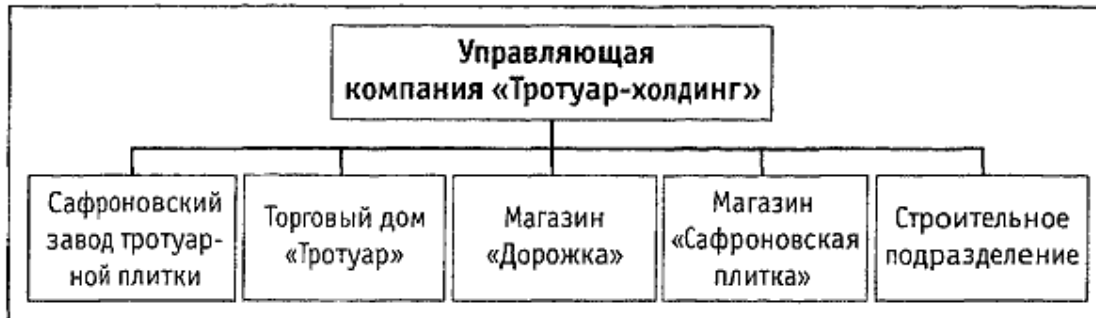 Управляющая
компания «Тротуар-холдинг»
Сафроновский
завод тротуар-
ной плитки
Торговый дом
«Тротуар»
Магазин
«Дорожка»
Магазин
«Сафроновская
плитка»
Строительное
подразделение